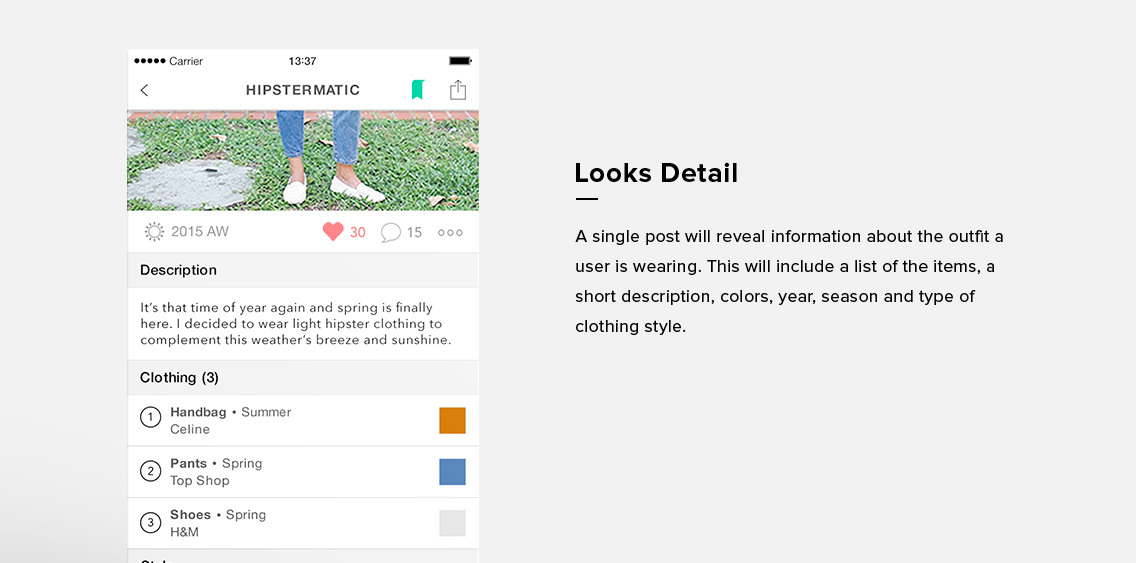 Carrier 13:37
HIPSTERMATIC
2015 AW 30 15
Description
It's that time of year again and spring is finally
here. I decided to wear light hipster clothing to
complement this weather's breeze and sunshine.
Clothing (3)
1 Handbag • Summer
Celine
2 Pants • Spring
Top Shop
3 Shoes • Spring
H&M
Looks Detail
A single post will reveal information about the outfit a
user is wearing. This will include a list of the items, a
short description, colors, year, season and type of
clothing style.